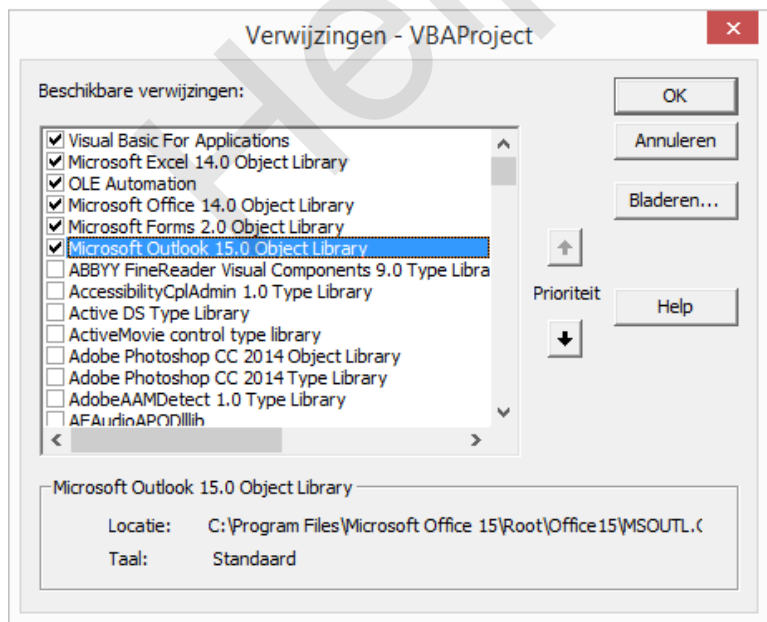 Verwijzingen - VBAProject
Beschikbare verwijzingen:
Visual Basic For Applications
Microsoft Excel 14.0 Object Library
OLE Automation
Microsoft Office 14.0 Object Library
Microsoft Forms 2.0 Object Library
Microsoft Outlook 15.0 Object Library
ABBYY FineReader Visual Components 9.0 Type Libra
AccessibilityCplAdmin 1.0 Type Library
Active DS Type Library
ActiveMovie control type library
Adobe Photoshop CC 2014 Object Library
Adobe Photoshop CC 2014 Type Library
AdobeAAMDetect 1.0 Type Library
OK
Annuleren
Bladeren...
Prioriteit
Help
Microsoft Outlook 15.0 Object Library
Locatie: C:\Program Files\Microsoft Office 15\Root\Office15\MSOUTL.
Taal: Standaard